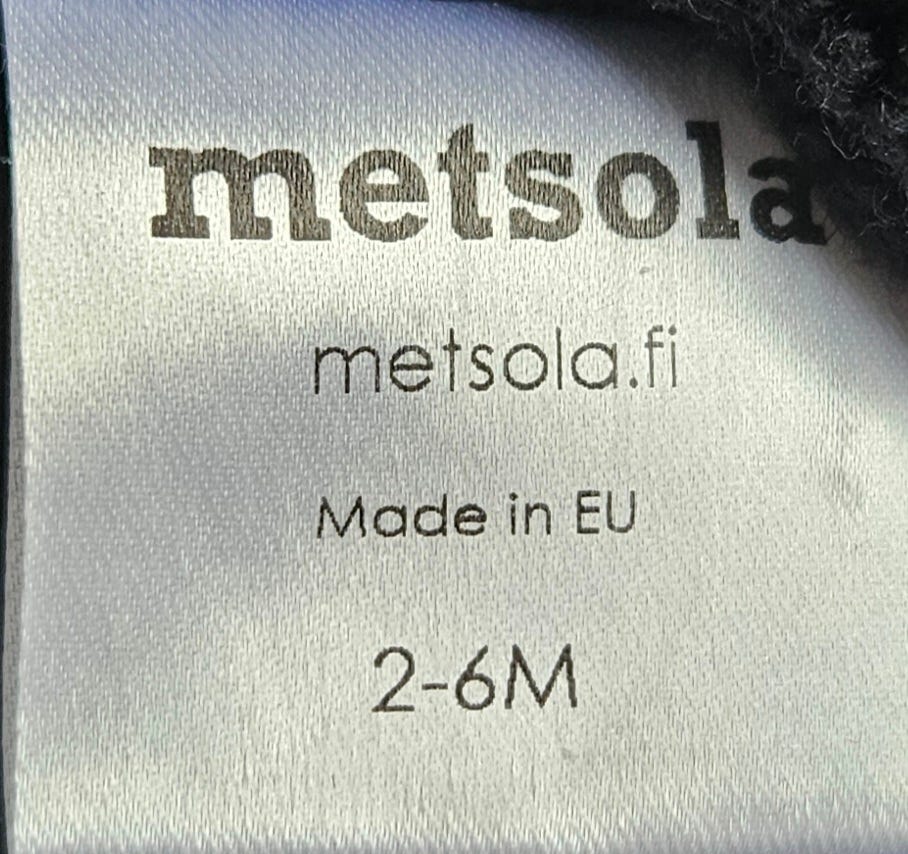 metsola
metsola.fi
Made in EU
2-6M